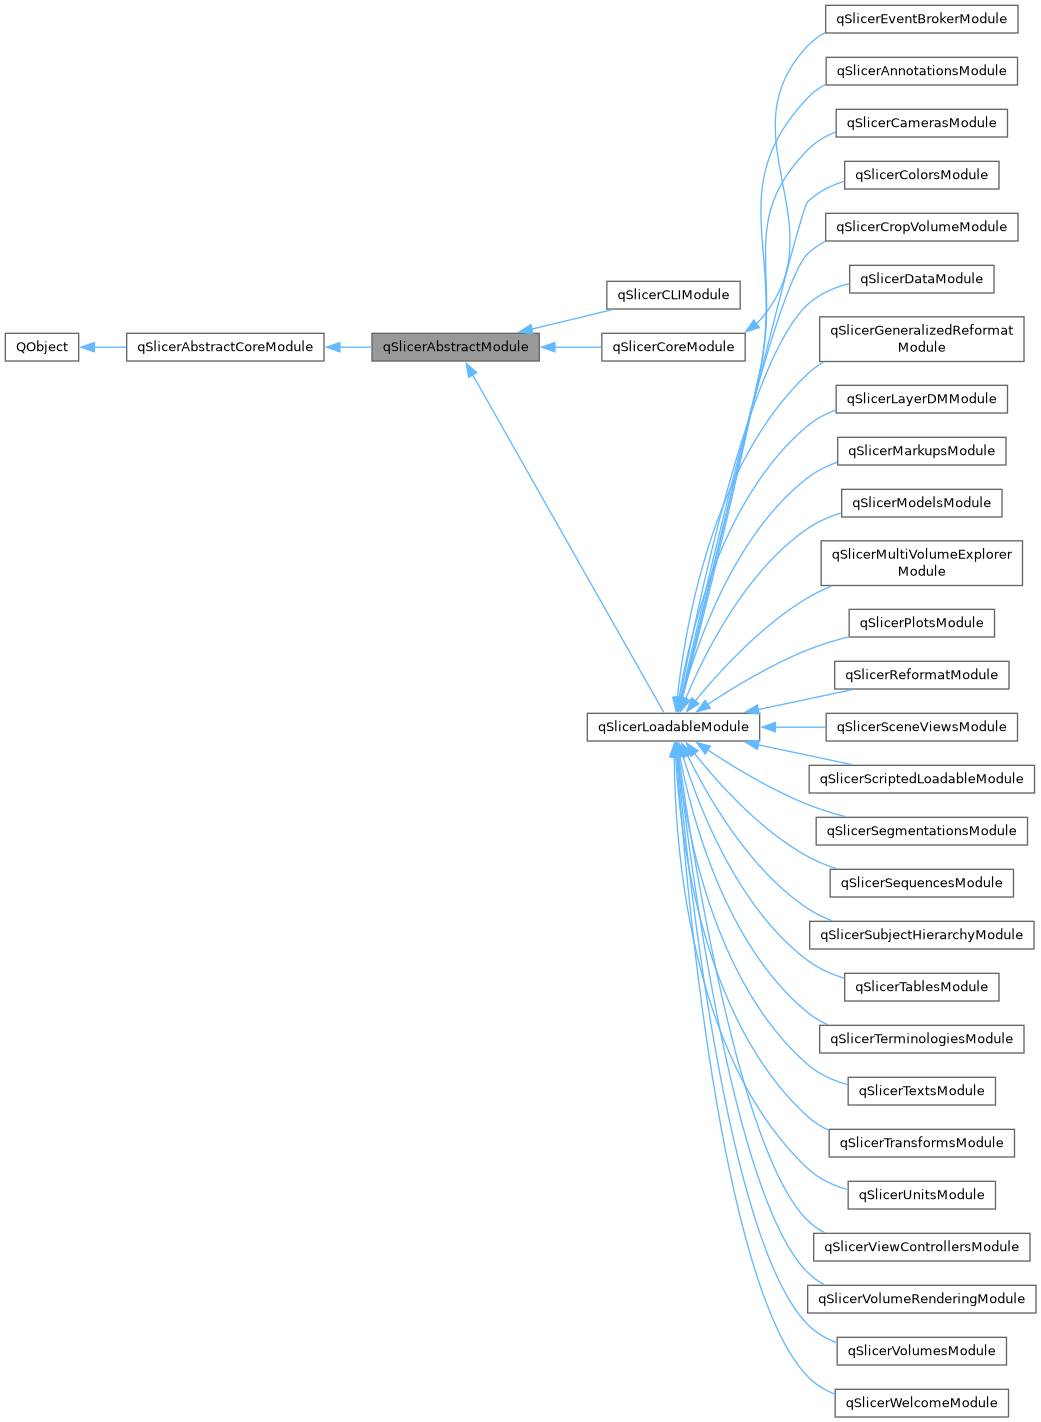 QObject
qSlicerAbstractCoreModule
qSlicerAbstractModule
qSlicerCLIModule
qSlicerCoreModule
qSlicerLoadableModule
qSlicerEventBrokerModule
qSlicerAnnotationsModule
qSlicerCamerasModule
qSlicerColorsModule
qSlicerCropVolumeModule
qSlicerDataModule
qSlicerGeneralizedReformat
Module
qSlicerLayerDMModule
qSlicerMarkupsModule
qSlicerModelsModule
qSlicerMultiVolumeExplorer
Module
qSlicerPlotsModule
qSlicerReformatModule
qSlicerSceneViewsModule
qSlicerScriptedLoadableModule
qSlicerSegmentationsModule
qSlicerSequencesModule
qSlicerSubjectHierarchyModule
qSlicerTablesModule
qSlicerTerminologiesModule
qSlicerTextsModule
qSlicerTransformsModule
qSlicerUnitsModule
qSlicerViewControllersModule
qSlicerVolumeRenderingModule
qSlicerVolumesModule
qSlicerWelcomeModule